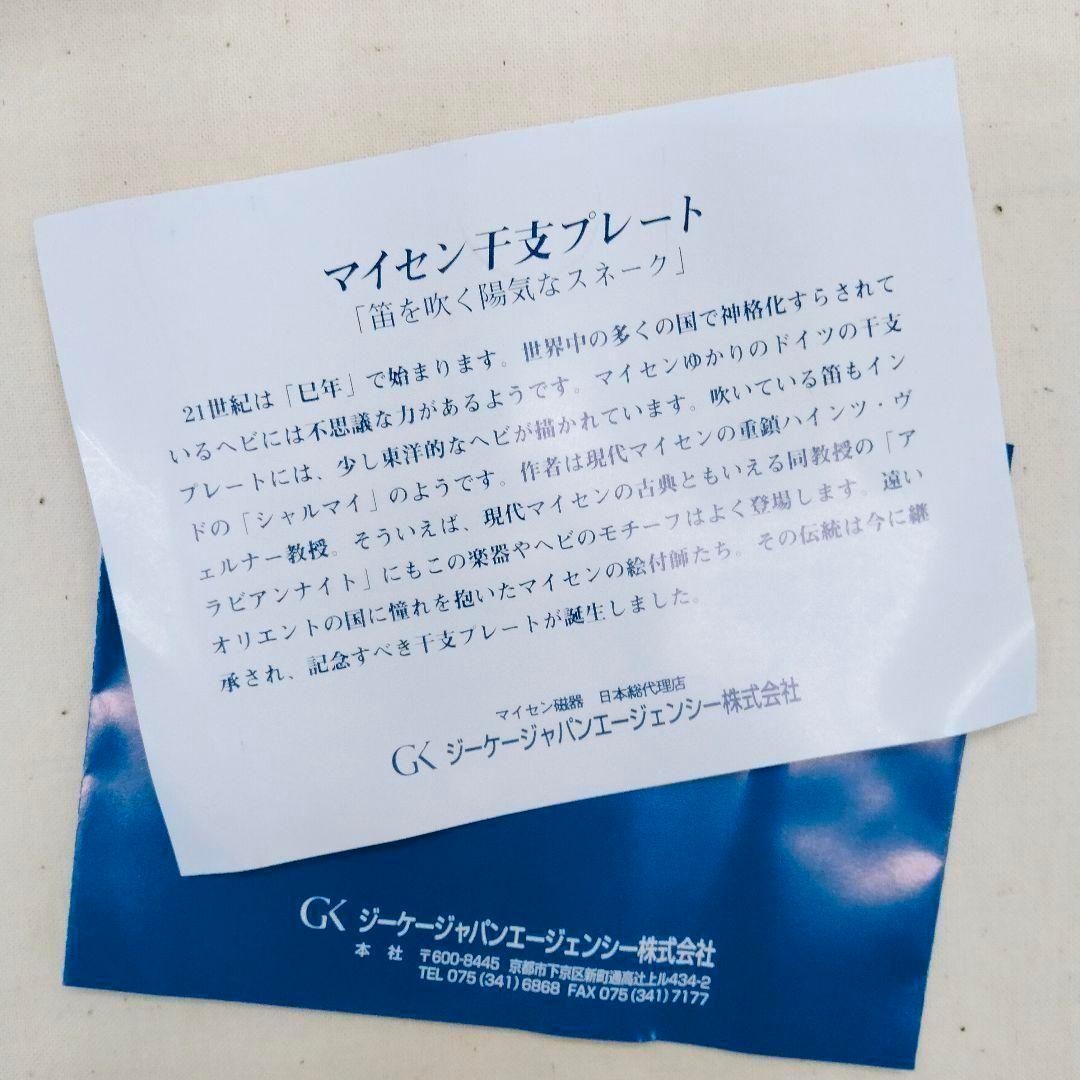 マイセン干支プレート
「笛を吹く陽気なスネーク」
21世紀は「巳年」で始まります。世界中の多くの国で神格化すらされて
いるヘビには不思議な力があるようです。マイセンゆかりのドイツの干支
プレートには、少し東洋的なヘビが描かれています。吹いている笛もイン
ドの「シャルマイ」のようです。作者は現代マイセンの重鎮ハインツ・ヴ
ェルナー教授。そういえば、現代マイセンの古典ともいえる同教授の「ア
ラビアンナイト」にもこの楽器やヘビのモチーフはよく登場します。遠い
オリエントの国に憧れを抱いたマイセンの絵付師たち。その伝統は今に継
承され、記念すべき干支プレートが誕生しました。
マイセン磁器 日本総代理店
GK ジーケージャパンエージェンシー株式会社
GK ジーケージャパンエージェンシー株式会社
本社 〒600-8445 京都市下京区新町通高辻上ル434-2
TEL 075(341)6868 FAX 075(341)7177